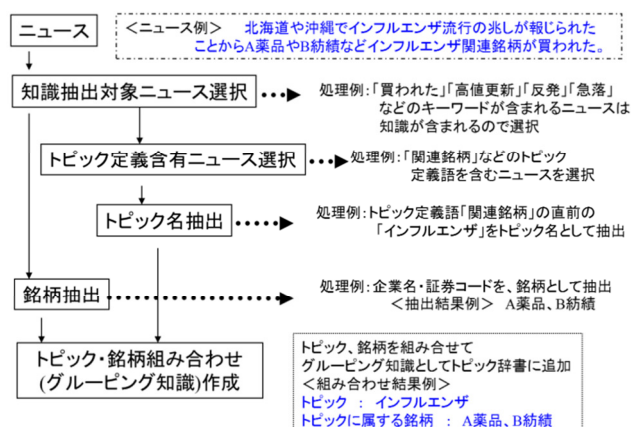 ニュース
<ニュース例> 北海道や沖縄でインフルエンザ流行の兆しが報じられた
ことからA薬品やB紡績などインフルエンザ関連銘柄が買われた。
知識抽出対象ニュース選択
処理例:「買われた」「高値更新」「反発」「急落」
などのキーワードが含まれるニュースは
知識が含まれるので選択
トピック定義含有ニュース選択
処理例:「関連銘柄」などのトピック
定義語を含むニュースを選択
トピック名抽出
処理例:トピック定義語「関連銘柄」の直前の
「インフルエンザ」をトピック名として抽出
銘柄抽出
処理例:企業名・証券コードを、銘柄として抽出
<抽出結果例> A薬品、B紡績
トピック・銘柄組み合わせ
(グルーピング知識)作成
トピック、銘柄を組み合せて
グルーピング知識としてトピック辞書に追加
<組み合わせ結果例>
トピック : インフルエンザ
トピックに属する銘柄 : A薬品、B紡績